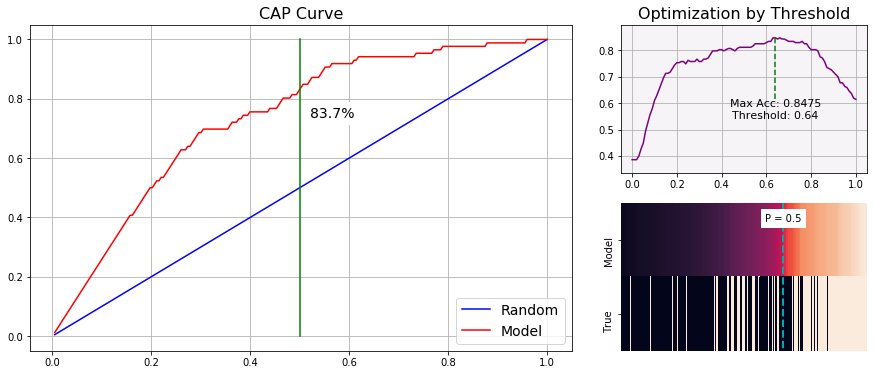 CAP Curve
1.0
0.8
0.6
0.4
0.2
0.0
0.0 0.2 0.4 0.6 0.8 1.0
83.7%
Random
Model
Optimization by Threshold
0.8
0.7
0.6
0.5
0.4
0.0 0.2 0.4 0.6 0.8 1.0
Max Acc: 0.8475
Threshold: 0.64
P = 0.5
Model
True